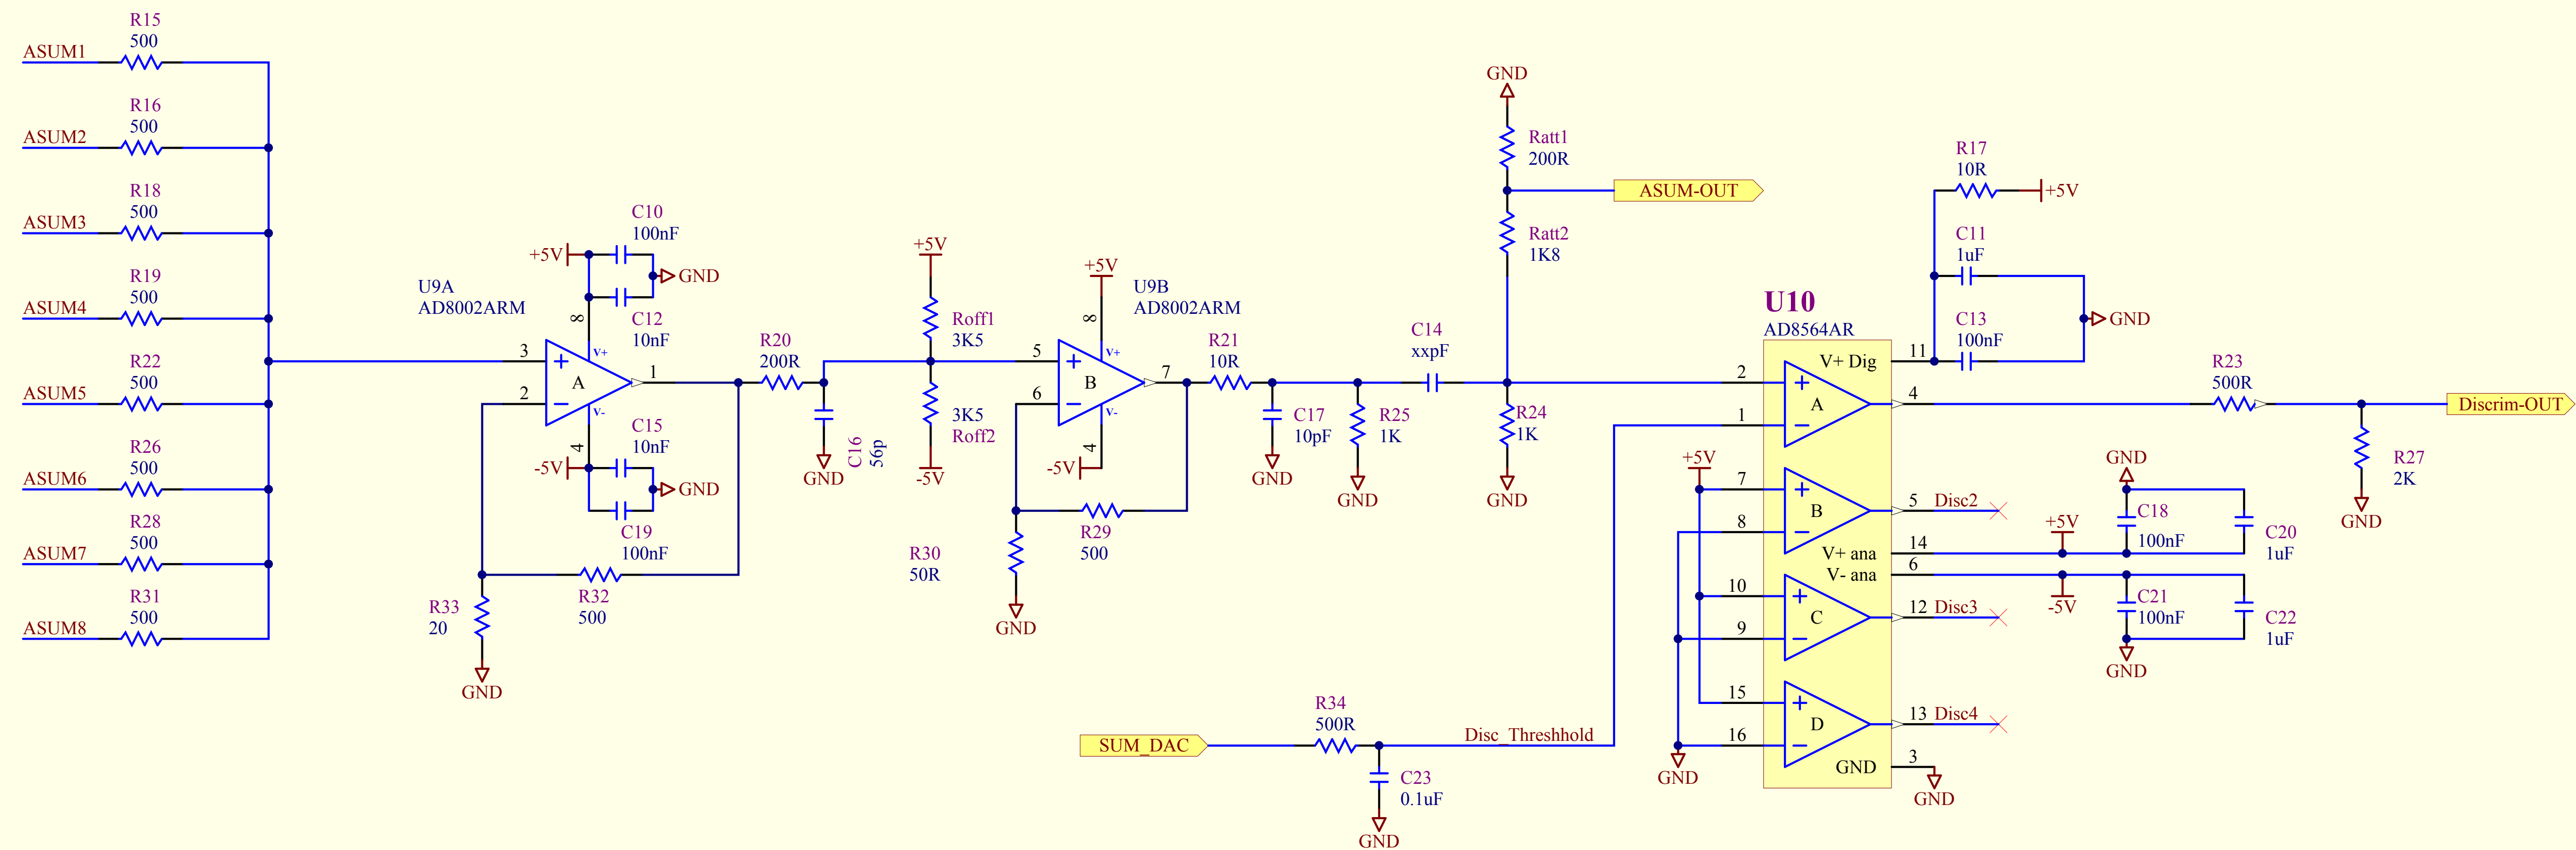 ASUM1
R15
500
ASUM2
R16
500
ASUM3
R18
500
ASUM4
R19
500
ASUM5
R22
500
ASUM6
R26
500
ASUM7
R28
500
ASUM8
R31
500
U9A
AD8002ARM
3
2
1
8
4
A
V+
V-
+5V
C10
100nF
GND
C12
10nF
C15
10nF
-5V
GND
C19
100nF
R33
20
GND
R32
500
R20
200R
C16
56p
GND
+5V
Roff1
3K5
3K5
Roff2
-5V
U9B
AD8002ARM
+5V
8
5
6
7
4
B
V+
V-
-5V
R30
50R
GND
R29
500
R21
10R
C17
10pF
GND
R25
1K
GND
C14
xxpF
GND
Ratt1
200R
ASUM-OUT
Ratt2
1K8
R24
1K
GND
SUM_DAC
R34
500R
C23
0.1uF
GND
Disc_Threshhold
U10
AD8564AR
2
1
A
+5V
7
8
B
10
9
C
15
16
D
GND
V+ Dig
11
4
5
Disc2
V+ ana
14
V- ana
6
12
Disc3
13
Disc4
GND
3
GND
R17
10R
+5V
C11
1uF
C13
100nF
GND
R23
500R
Discrim-OUT
R27
2K
GND
GND
C18
100nF
C20
1uF
+5V
-5V
C21
100nF
C22
1uF
GND